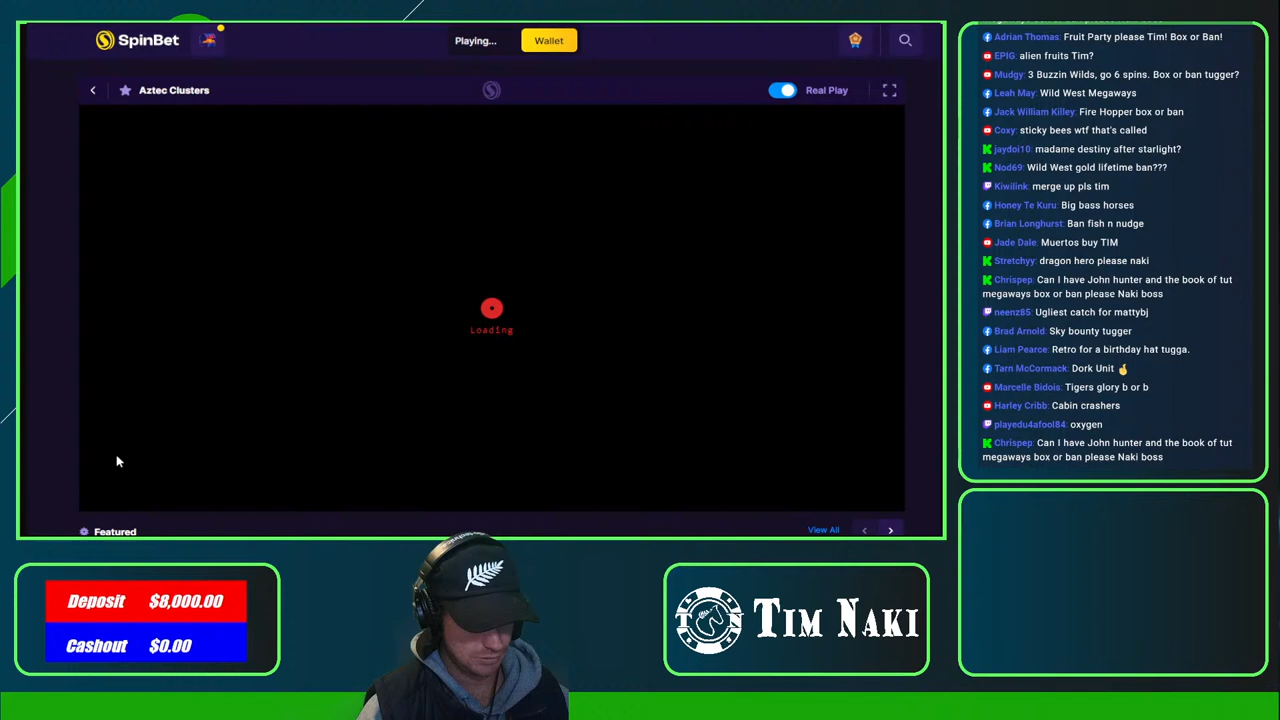 SpinBet
Playing...
Wallet
Aztec Clusters
Real Play
Loading
Featured
View All
Adrian Thomas: Fruit Party please Tim! Box or Ban!
EPIG: alien fruits Tim?
Mudgy: 3 Buzzin Wilds, go 6 spins. Box or ban tugger?
Leah May: Wild West Megaways
Jack William Killey: Fire Hopper box or ban
Coxy: sticky bees wtf that's called
jaydoi10: madame destiny after starlight?
Nod69: Wild West gold lifetime ban???
Kiwilink: merge up pls tim
Honey Te Kuru: Big bass horses
Brian Longhurst: Ban fish n nudge
Jade Dale: Muertos buy TIM
Stretchyy: dragon hero please naki
Chrispep: Can I have John hunter and the book of tut
megaways box or ban please Naki boss
neenz85: Ugliest catch for mattybj
Brad Arnold: Sky bounty tugger
Liam Pearce: Retro for a birthday hat tugga.
Tarn McCormack: Dork Unit
Marcelle Bidois: Tigers glory b or b
Harley Cribb: Cabin crashers
playedu4afool84: oxygen
Chrispep: Can I have John hunter and the book of tut
megaways box or ban please Naki boss
Deposit $8,000.00
Cashout $0.00
TIM NAKI